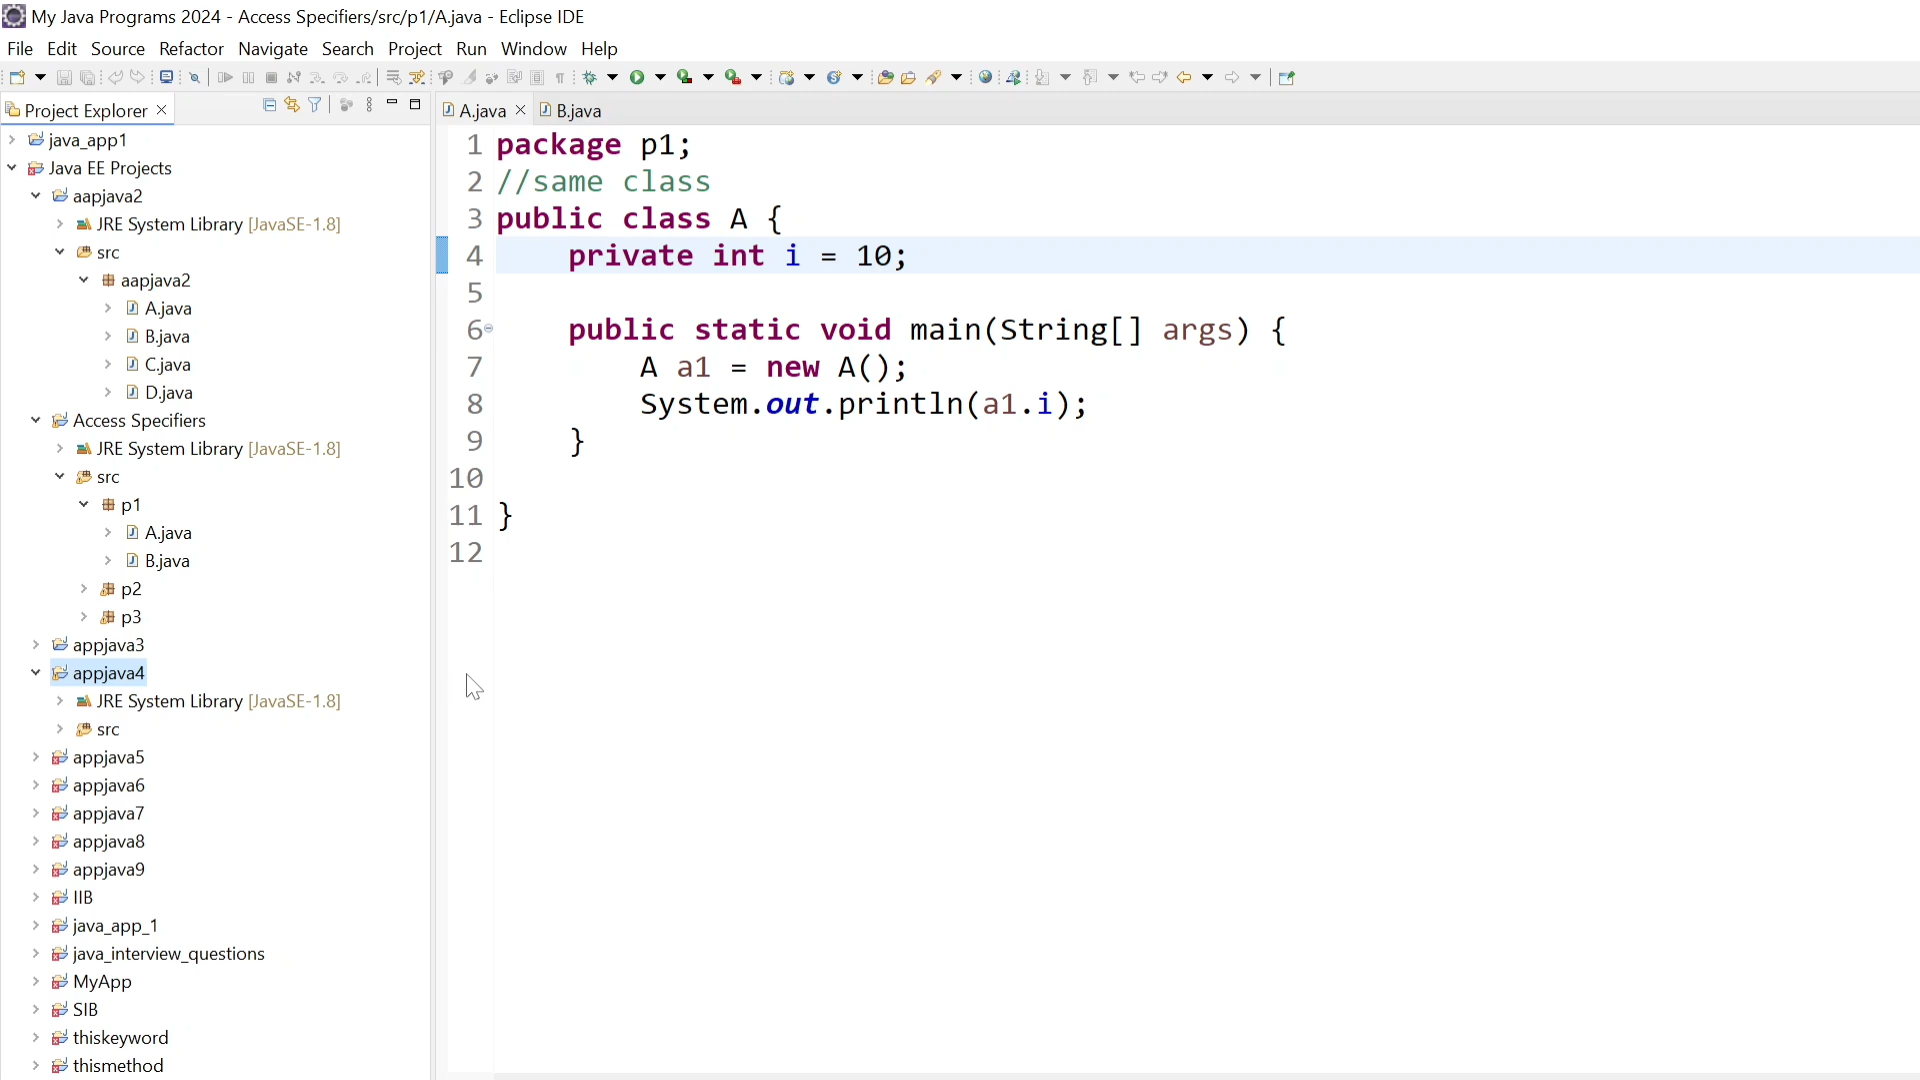 My Java Programs 2024 - Access Specifiers/src/p1/A.java - Eclipse IDE
File Edit Source Refactor Navigate Search Project Run Window Help
Project Explorer
java_app1
Java EE Projects
aapjava2
JRE System Library [JavaSE-1.8]
src
aapjava2
A.java
B.java
C.java
D.java
Access Specifiers
JRE System Library [JavaSE-1.8]
src
p1
A.java
B.java
p2
p3
appjava3
appjava4
JRE System Library [JavaSE-1.8]
src
appjava5
appjava6
appjava7
appjava8
appjava9
IIB
java_app_1
java_interview_questions
MyApp
SIB
thiskeyword
thismethod
A.java B.java
1 package p1;
2 //same class
3 public class A {
4 private int i = 10;
5
6 public static void main(String[] args) {
7 A a1 = new A();
8 System.out.println(a1.i);
9 }
10
11 }
12